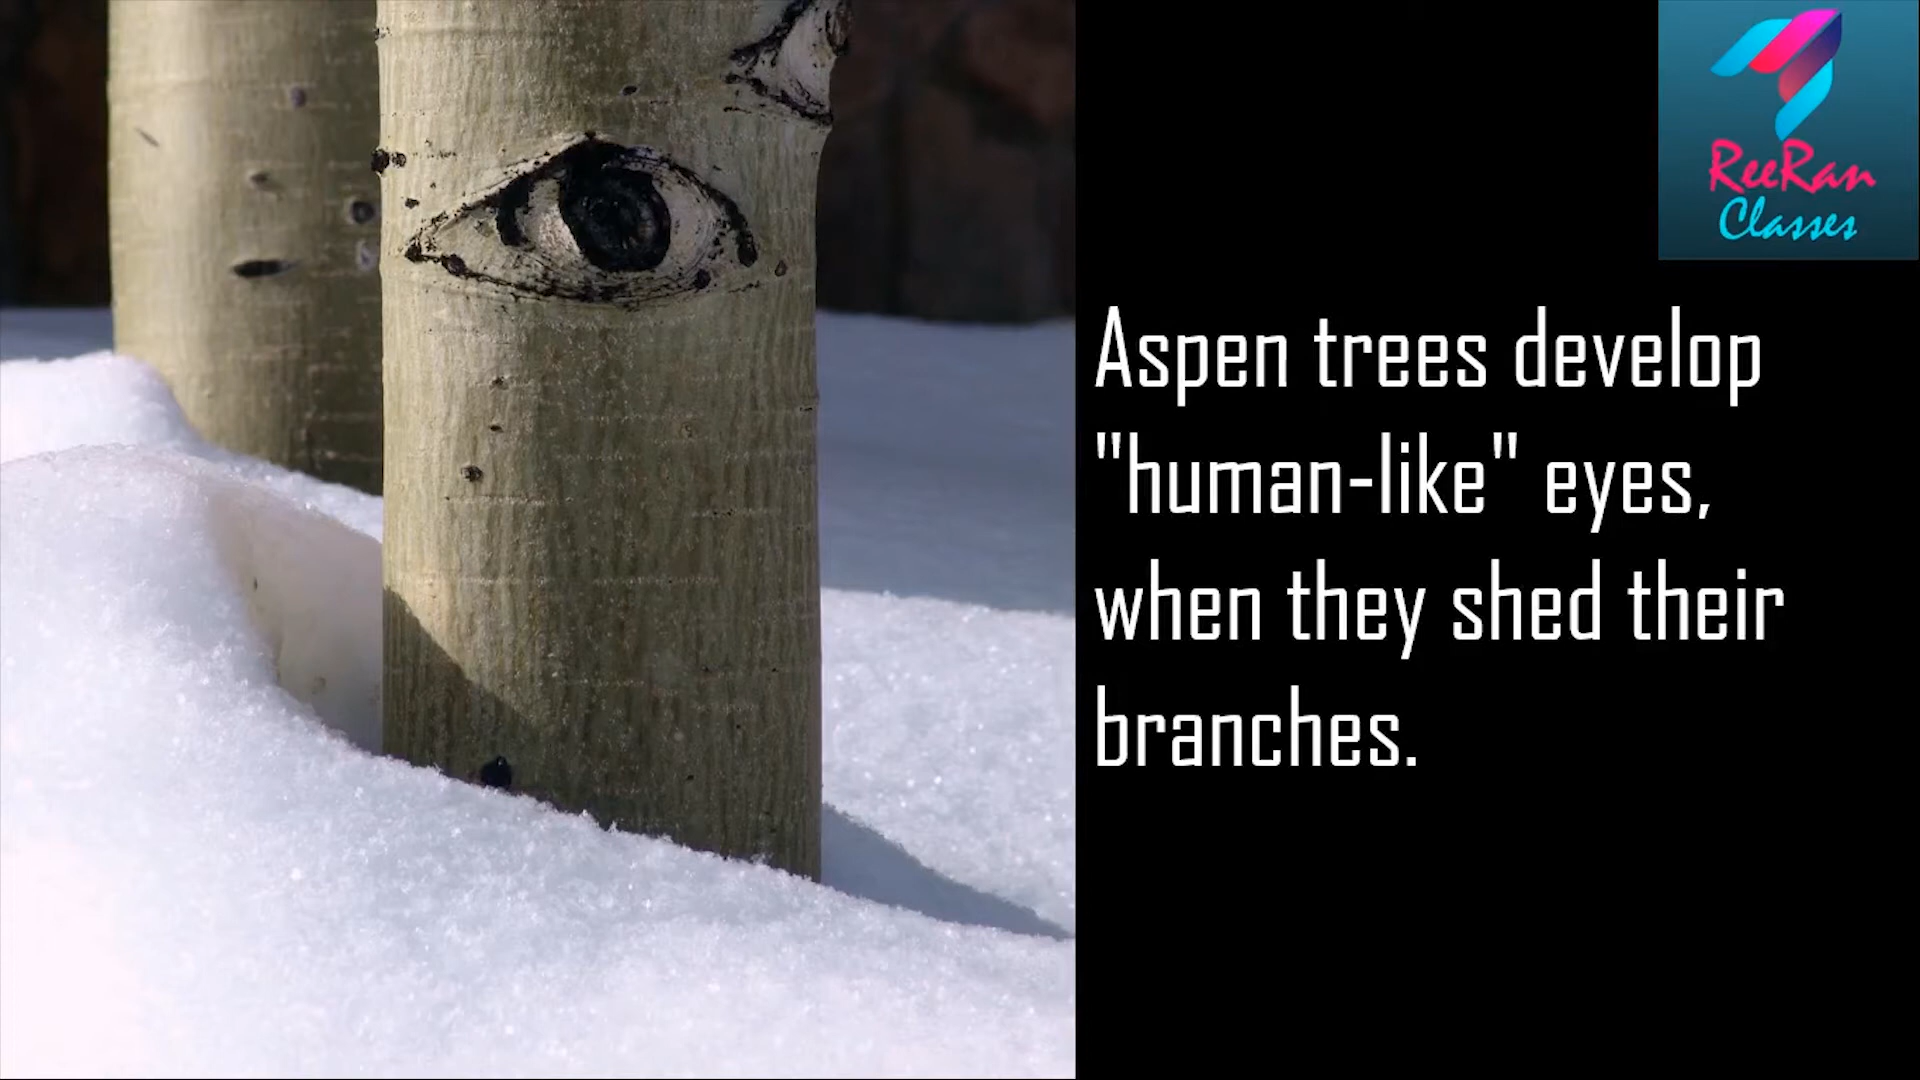 ReeRan
Classes
Aspen trees develop
"human-like" eyes,
when they shed their
branches.